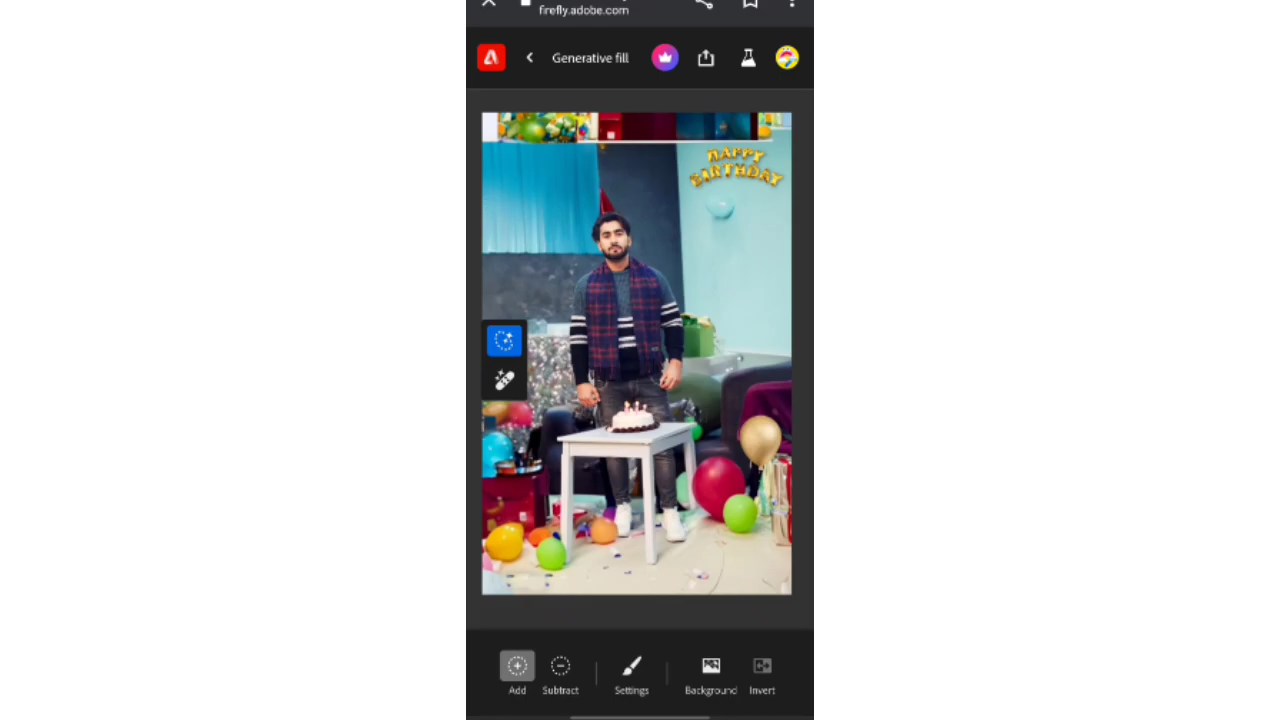 firefly.adobe.com
Generative fill
HAPPY
BIRTHDAY
Add Subtract Settings Background Invert